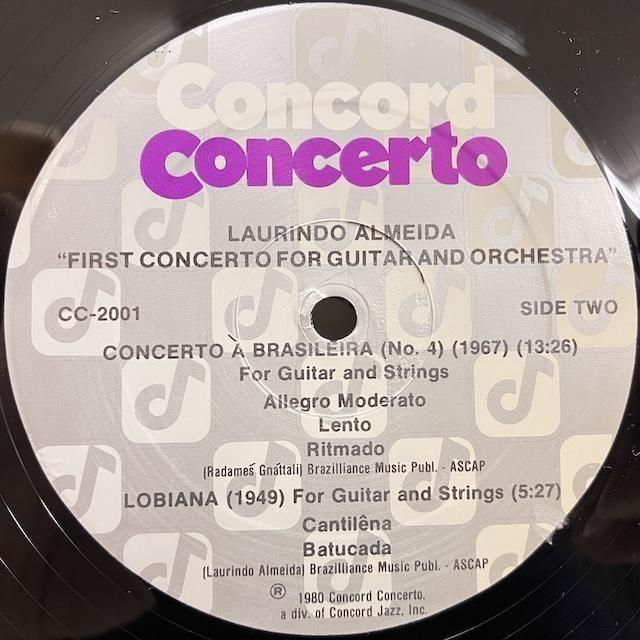 Concord
Concerto
LAURINDO ALMEIDA
"FIRST CONCERTO FOR GUITAR AND ORCHESTRA"
CC-2001
SIDE TWO
CONCERTO Á BRASILEIRA (No. 4) (1967) (13:26)
For Guitar and Strings
Allegro Moderato
Lento
Ritmado
(Radames Gnattali) Brazilliance Music Publ. - ASCAP
LOBIANA (1949) For Guitar and Strings (5:27)
Cantilêna
Batucada
(Laurindo Almeida) Brazilliance Music Publ. - ASCAP
℗ 1980 Concord Concerto,
a div. of Concord Jazz, Inc.